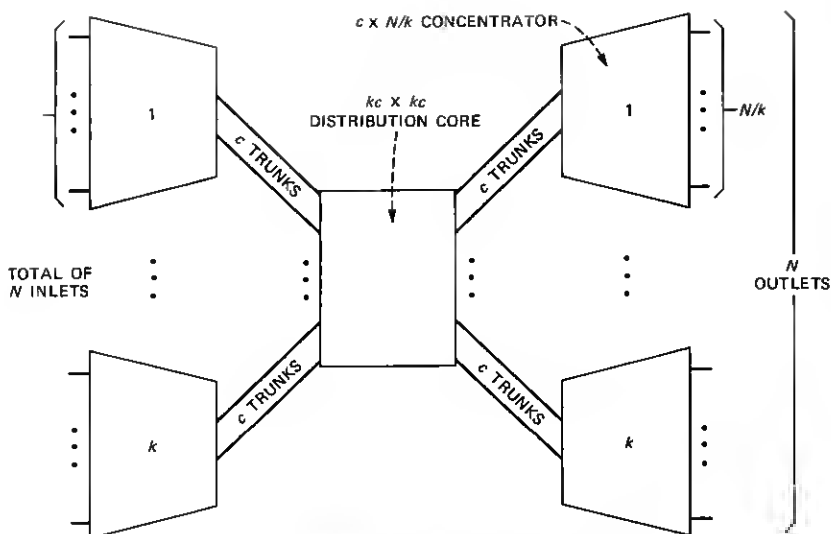 c x N/k CONCENTRATOR
kc x kc
DISTRIBUTION CORE
1
1
N/k
c TRUNKS
c TRUNKS
TOTAL OF
N INLETS
N
OUTLETS
c TRUNKS
c TRUNKS
k
k